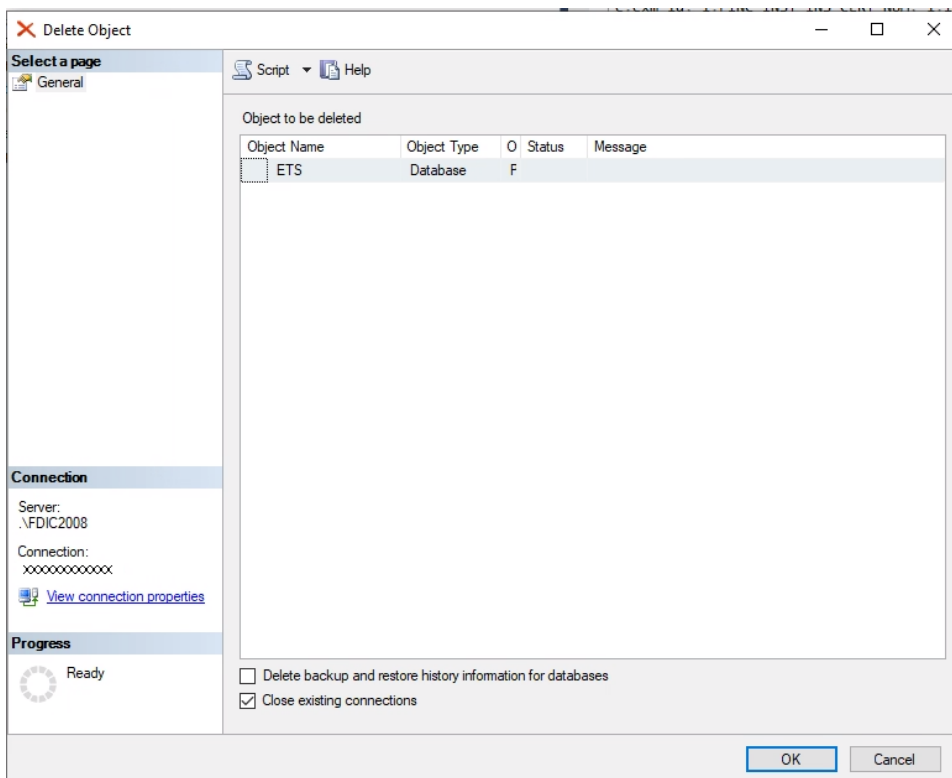 Delete Object
Select a page
General
Script Help
Object to be deleted
Object Name Object Type O Status Message
ETS Database F
Connection
Server:
.\FDIC2008
Connection:
xxxxxxxxxxxx
View connection properties
Progress
Ready
Delete backup and restore history information for databases
Close existing connections
OK Cancel